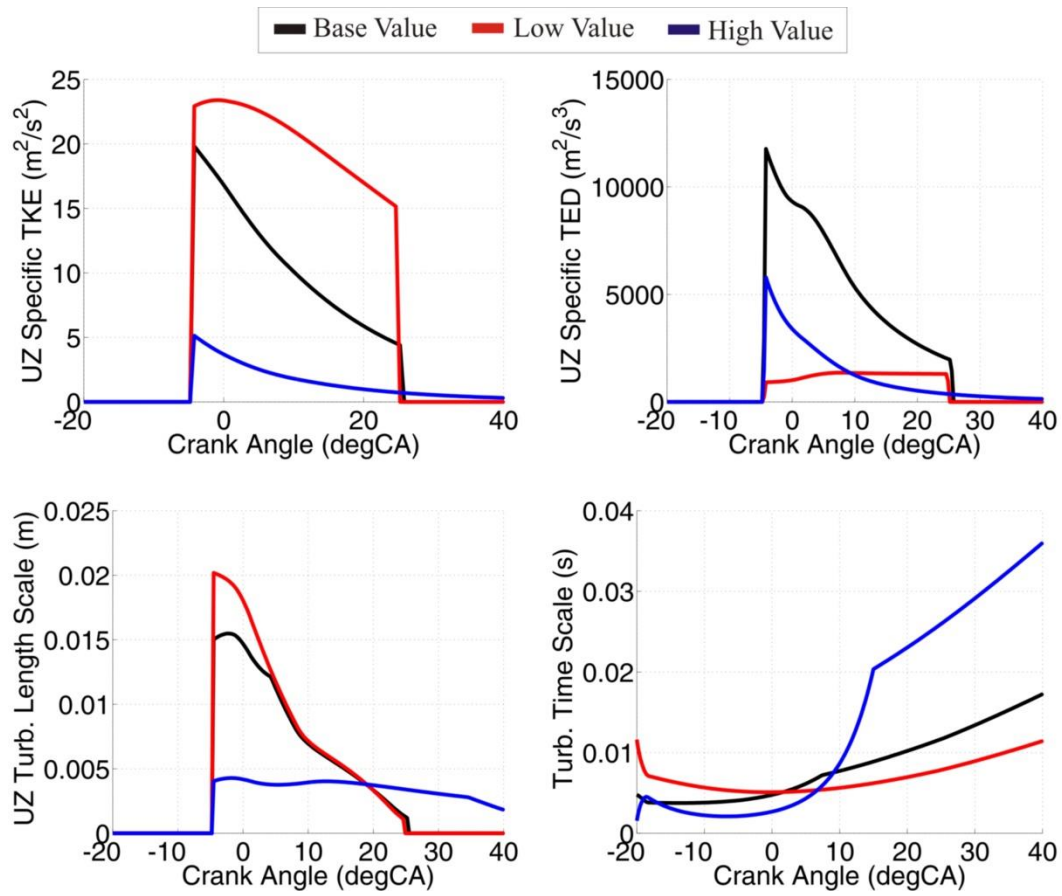 Base Value Low Value High Value
UZ Specific TKE (m²/s²)
25
20
15
10
5
0
-20 0 20 40
Crank Angle (degCA)
UZ Specific TED (m²/s³)
15000
10000
5000
0
-20 -10 0 10 20 30 40
Crank Angle (degCA)
UZ Turb. Length Scale (m)
0.025
0.02
0.015
0.01
0.005
0
-20 -10 0 10 20 30 40
Crank Angle (degCA)
Turb. Time Scale (s)
0.04
0.03
0.02
0.01
0
-20 -10 0 10 20 30 40
Crank Angle (degCA)